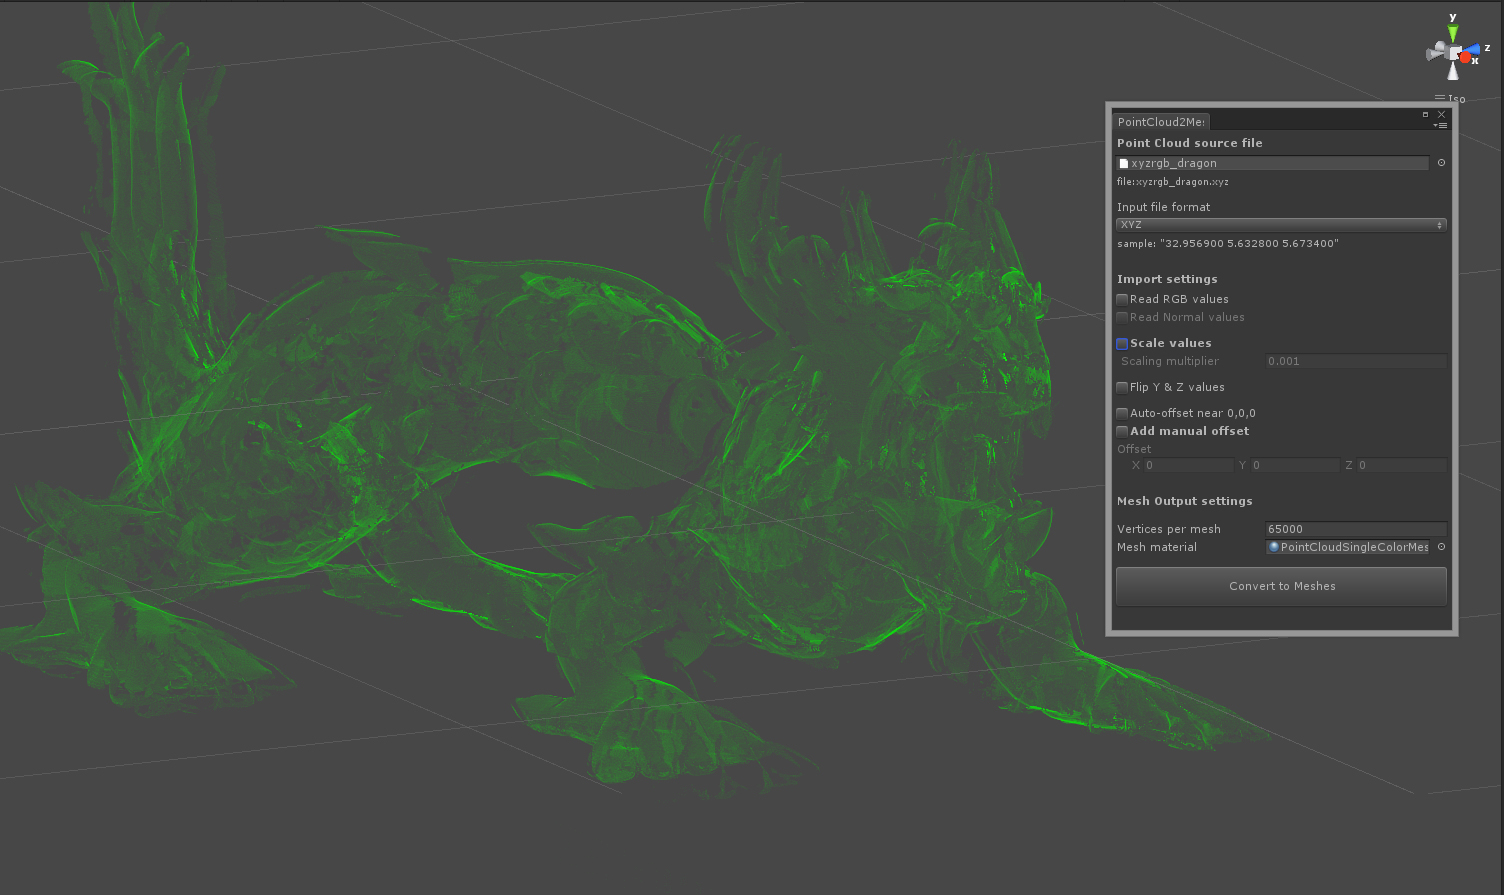 y
z
x
Iso
PointCloud2Me:
Point Cloud source file
xyzrgb_dragon
file:xyzrgb_dragon.xyz
Input file format
XYZ
sample: "32.956900 5.632800 5.673400"
Import settings
Read RGB values
Read Normal values
Scale values
Scaling multiplier 0.001
Flip Y & Z values
Auto-offset near 0,0,0
Add manual offset
Offset
X 0 Y 0 Z 0
Mesh Output settings
Vertices per mesh 65000
Mesh material PointCloudSingleColorMes
Convert to Meshes